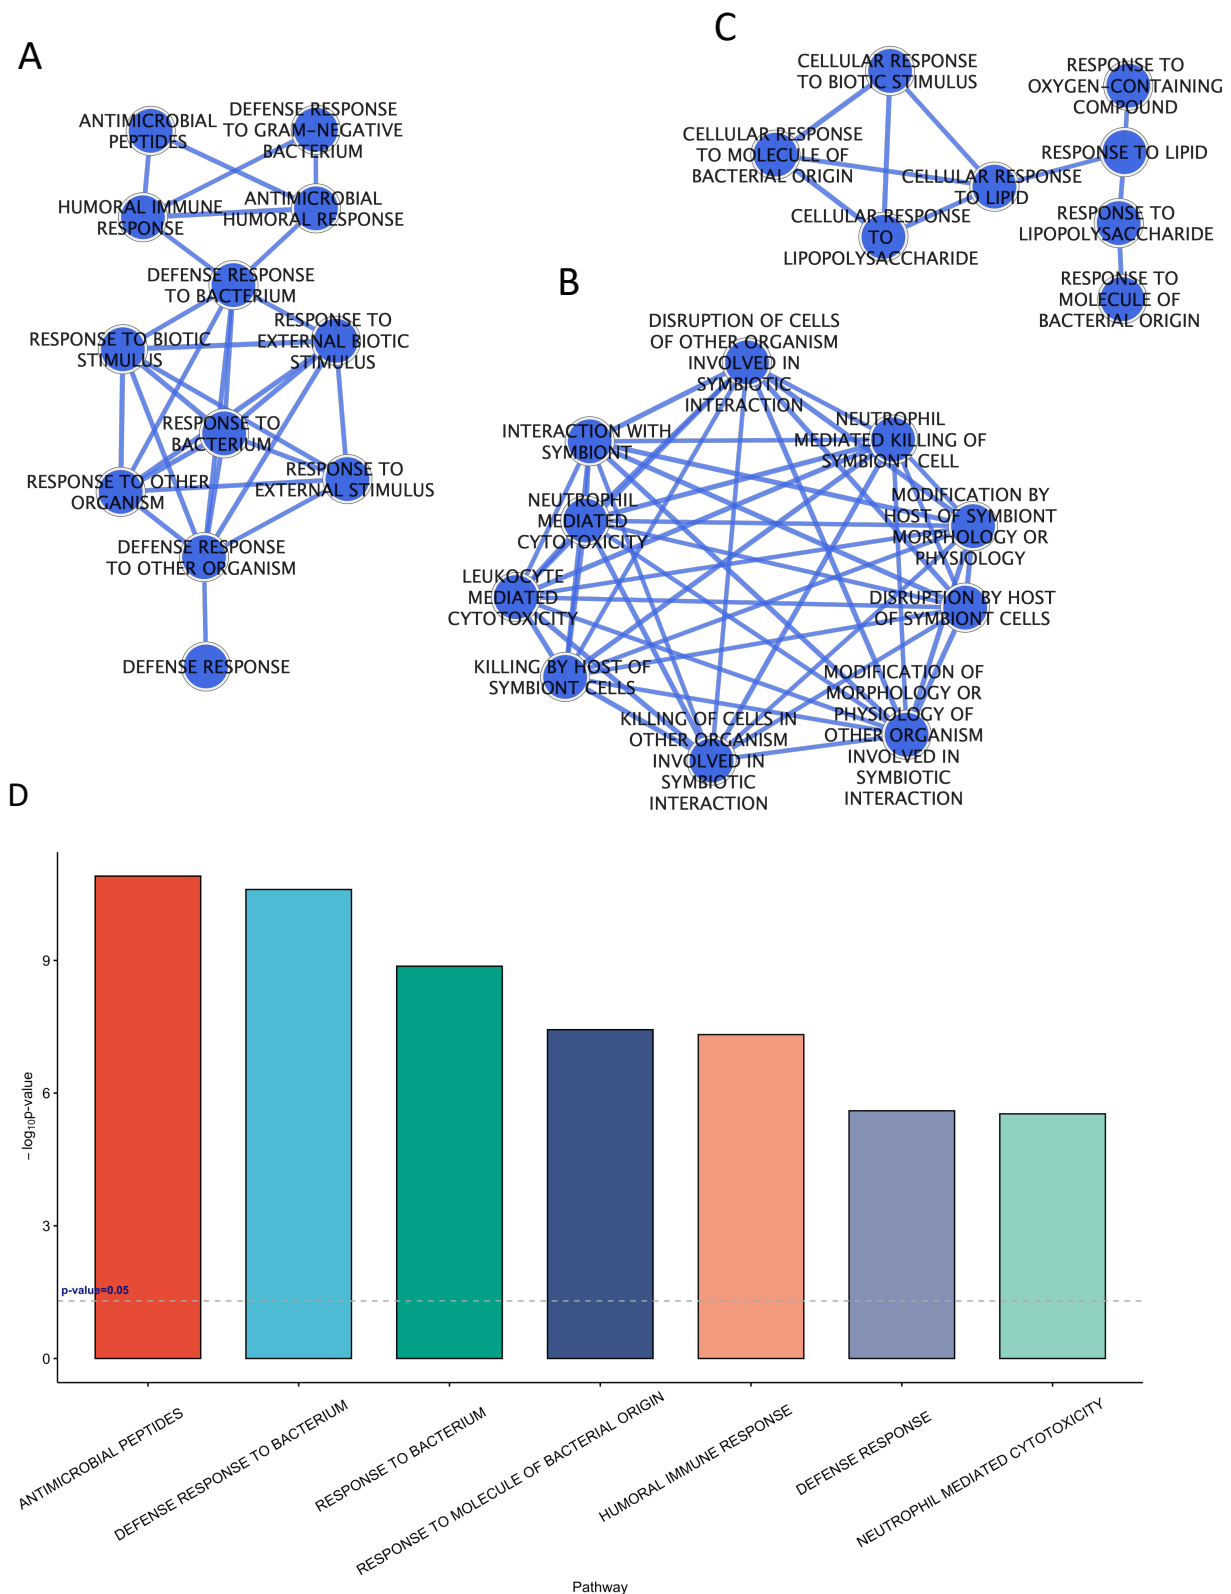 A
ANTIMICROBIAL
PEPTIDES
DEFENSE RESPONSE
TO GRAM−NEGATIVE
BACTERIUM
HUMORAL IMMUNE
RESPONSE
ANTIMICROBIAL
HUMORAL RESPONSE
DEFENSE RESPONSE
TO BACTERIUM
RESPONSE TO BIOTIC
STIMULUS
RESPONSE TO
EXTERNAL BIOTIC
STIMULUS
RESPONSE TO
BACTERIUM
RESPONSE TO OTHER
ORGANISM
RESPONSE TO
EXTERNAL STIMULUS
DEFENSE RESPONSE
TO OTHER ORGANISM
DEFENSE RESPONSE
C
CELLULAR RESPONSE
TO BIOTIC STIMULUS
RESPONSE TO
OXYGEN−CONTAINING
COMPOUND
CELLULAR RESPONSE
TO MOLECULE OF
BACTERIAL ORIGIN
RESPONSE TO LIPID
CELLULAR RESPONSE
TO LIPID
CELLULAR RESPONSE
TO
LIPOPOLYSACCHARIDE
RESPONSE TO
LIPOPOLYSACCHARIDE
RESPONSE TO
MOLECULE OF
BACTERIAL ORIGIN
B
DISRUPTION OF CELLS
OF OTHER ORGANISM
INVOLVED IN
SYMBIOTIC
INTERACTION
INTERACTION WITH
SYMBIONT
NEUTROPHIL
MEDIATED KILLING OF
SYMBIONT CELL
NEUTROPHIL
MEDIATED
CYTOTOXICITY
MODIFICATION BY
HOST OF SYMBIONT
MORPHOLOGY OR
PHYSIOLOGY
LEUKOCYTE
MEDIATED
CYTOTOXICITY
DISRUPTION BY HOST
OF SYMBIONT CELLS
KILLING BY HOST OF
SYMBIONT CELLS
MODIFICATION OF
MORPHOLOGY OR
PHYSIOLOGY OF
OTHER ORGANISM
INVOLVED IN
SYMBIOTIC
INTERACTION
KILLING OF CELLS IN
OTHER ORGANISM
INVOLVED IN
SYMBIOTIC
INTERACTION
D
− log10p-value
9
6
3
0
p-value=0.05
ANTIMICROBIAL PEPTIDES
DEFENSE RESPONSE TO BACTERIUM
RESPONSE TO BACTERIUM
RESPONSE TO MOLECULE OF BACTERIAL ORIGIN
HUMORAL IMMUNE RESPONSE
DEFENSE RESPONSE
NEUTROPHIL MEDIATED CYTOTOXICITY
Pathway